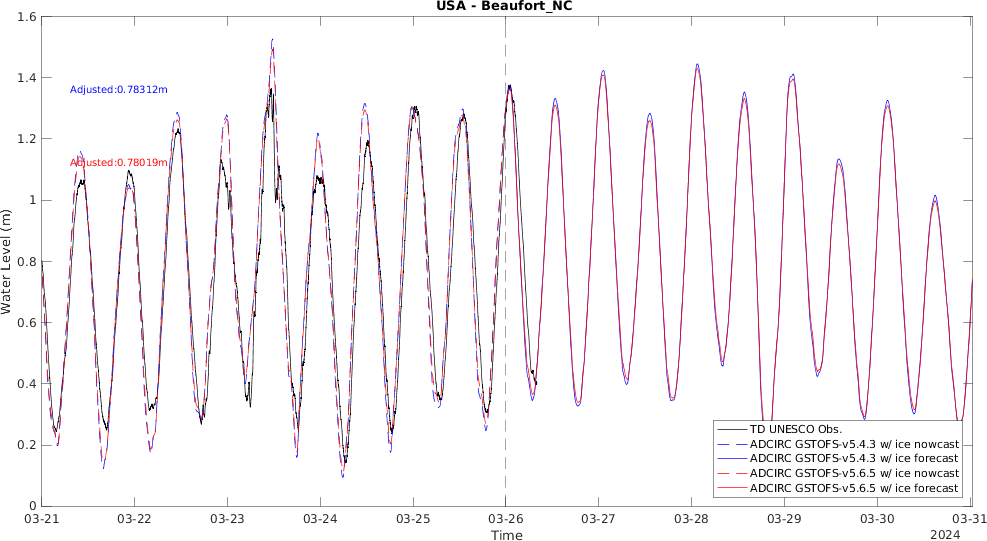 USA - Beaufort_NC
1.6
1.4
1.2
1
0.8
0.6
0.4
0.2
0
Water Level (m)
Adjusted:0.78312m
Adjusted:0.78019m
TD UNESCO Obs.
ADCIRC GSTOFS-v5.4.3 w/ ice nowcast
ADCIRC GSTOFS-v5.4.3 w/ ice forecast
ADCIRC GSTOFS-v5.6.5 w/ ice nowcast
ADCIRC GSTOFS-v5.6.5 w/ ice forecast
03-21 03-22 03-23 03-24 03-25 03-26 03-27 03-28 03-29 03-30 03-31
Time
2024